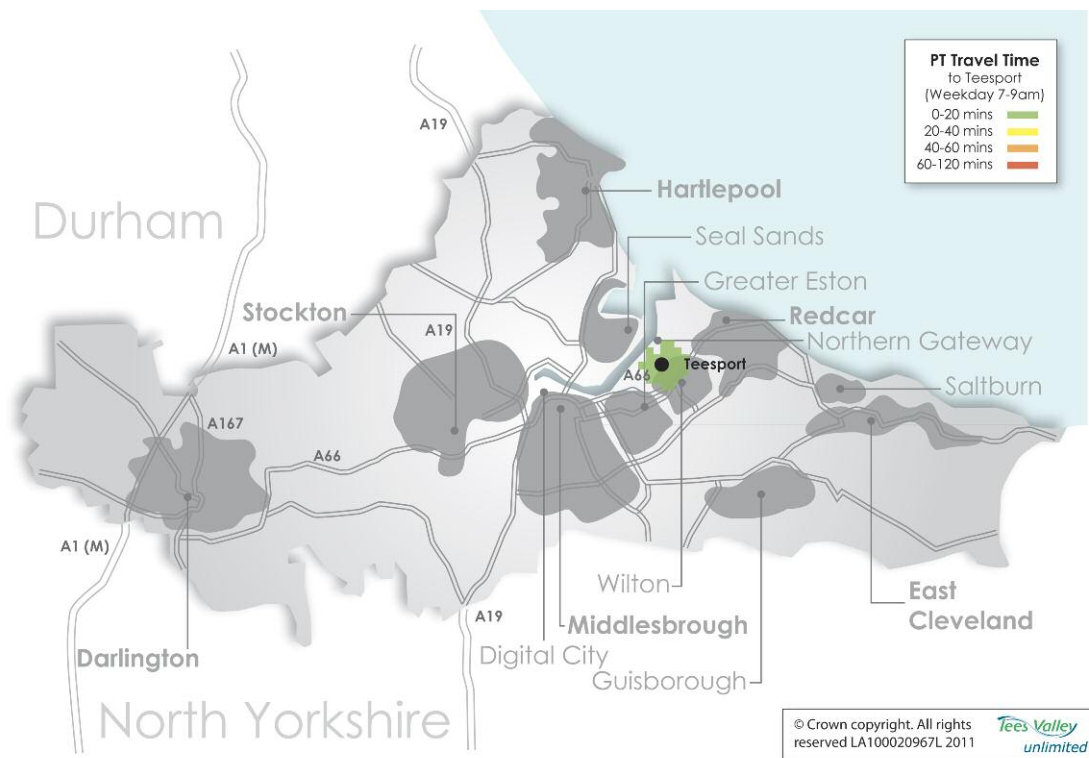 PT Travel Time
to Teesport
(Weekday 7-9am)
0-20 mins
20-40 mins
40-60 mins
60-120 mins
A19
Hartlepool
Durham
Seal Sands
Greater Eston
Stockton
Redcar
A19
Northern Gateway
A1 (M)
Teesport
A66
Saltburn
A167
A66
A1 (M)
Wilton
East
Cleveland
A19
Middlesbrough
Digital City
Darlington
Guisborough
North Yorkshire
© Crown copyright. All rights
reserved LA100020967L 2011
Tees Valley
unlimited